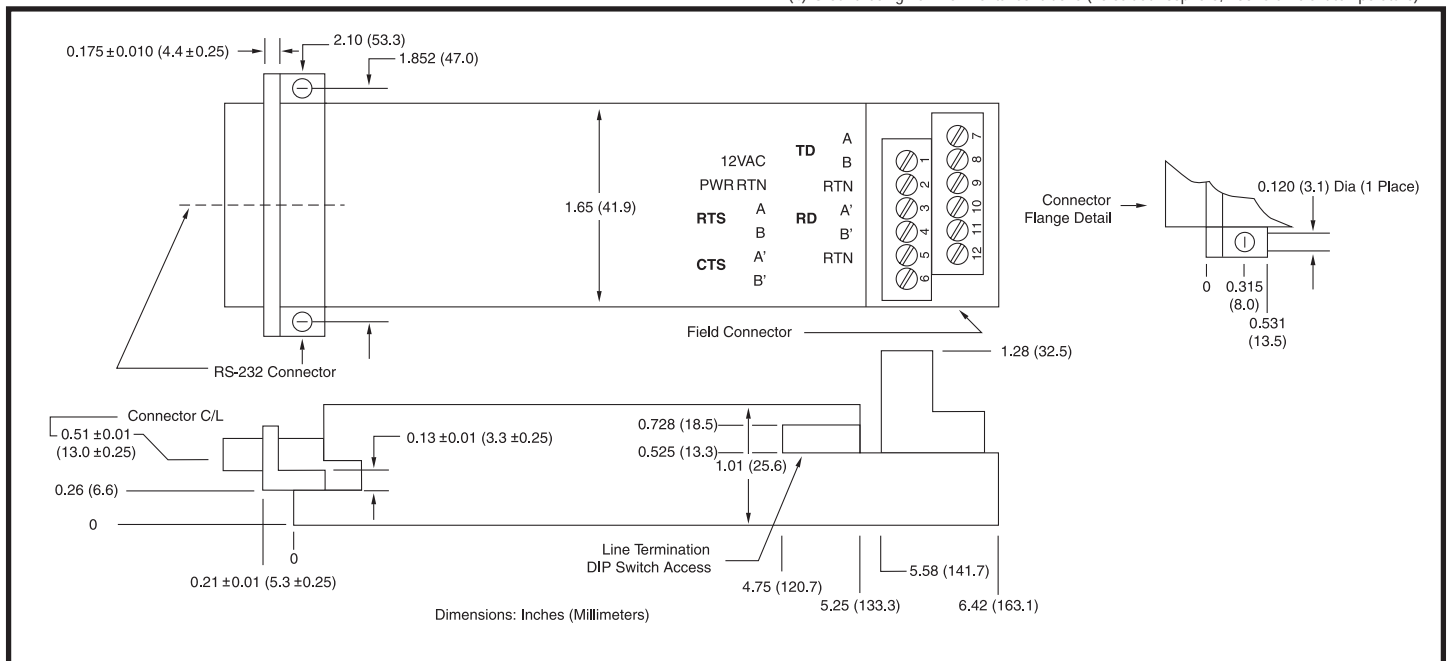 0.175 ±0.010 (4.4 ±0.25)
2.10 (53.3)
1.852 (47.0)
1.65 (41.9)
12VAC
PWR RTN
RTS
A
B
CTS
A'
B'
TD
A
B
RTN
RD
A'
B'
RTN
1
2
3
4
5
6
7
8
9
10
11
12
Connector
Flange Detail
0.120 (3.1) Dia (1 Place)
0
0.315
(8.0)
0.531
(13.5)
Field Connector
RS-232 Connector
1.28 (32.5)
Connector C/L
0.51 ±0.01
(13.0 ±0.25)
0.13 ±0.01 (3.3 ±0.25)
0.728 (18.5)
0.525 (13.3)
1.01 (25.6)
0.26 (6.6)
0
0
0.21 ±0.01 (5.3 ±0.25)
Line Termination
DIP Switch Access
4.75 (120.7)
5.25 (133.3)
5.58 (141.7)
6.42 (163.1)
Dimensions: Inches (Millimeters)